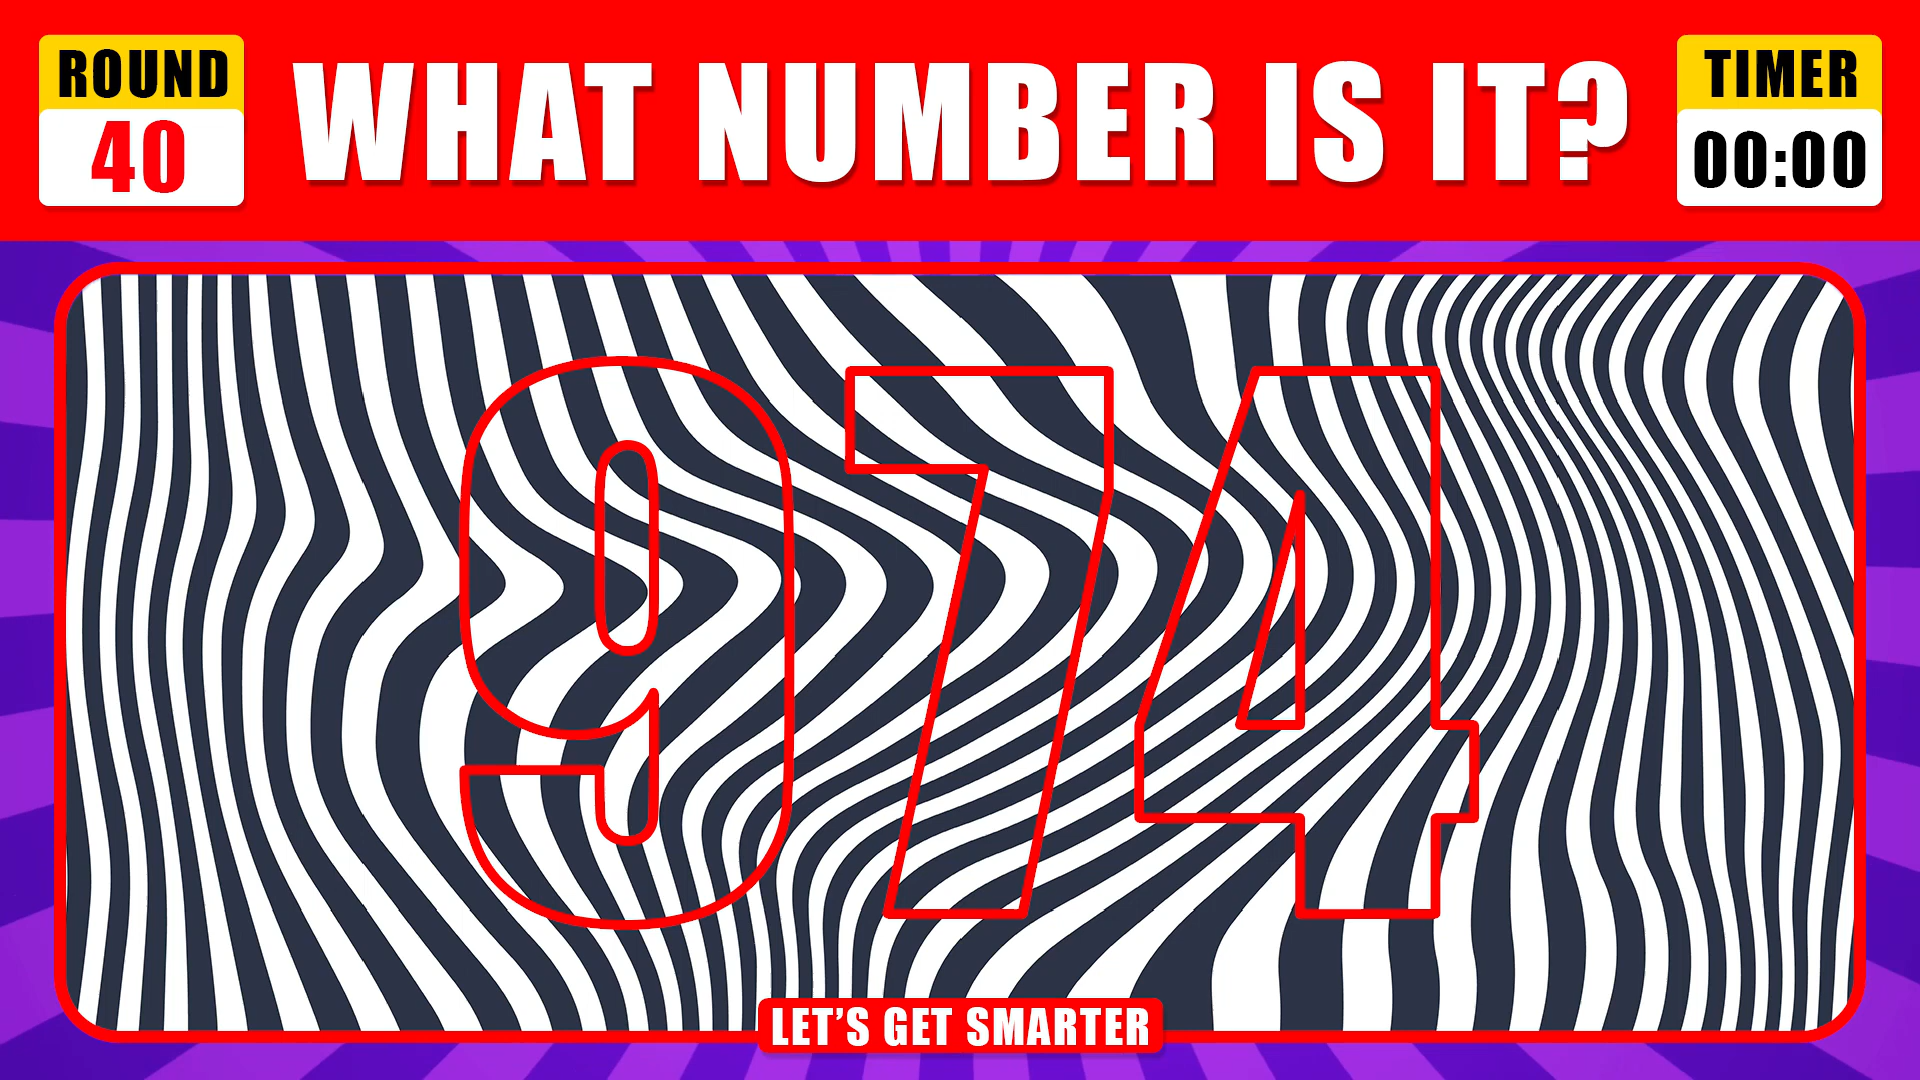 ROUND
40
WHAT NUMBER IS IT?
TIMER
00:00
974
LET'S GET SMARTER